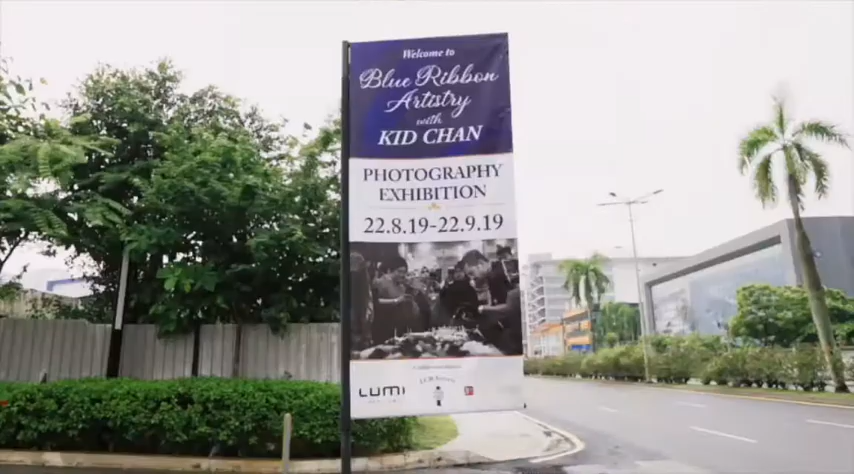 Welcome to
Blue Ribbon
Artistry
with
KID CHAN
PHOTOGRAPHY
EXHIBITION
22.8.19-22.9.19
LUMI